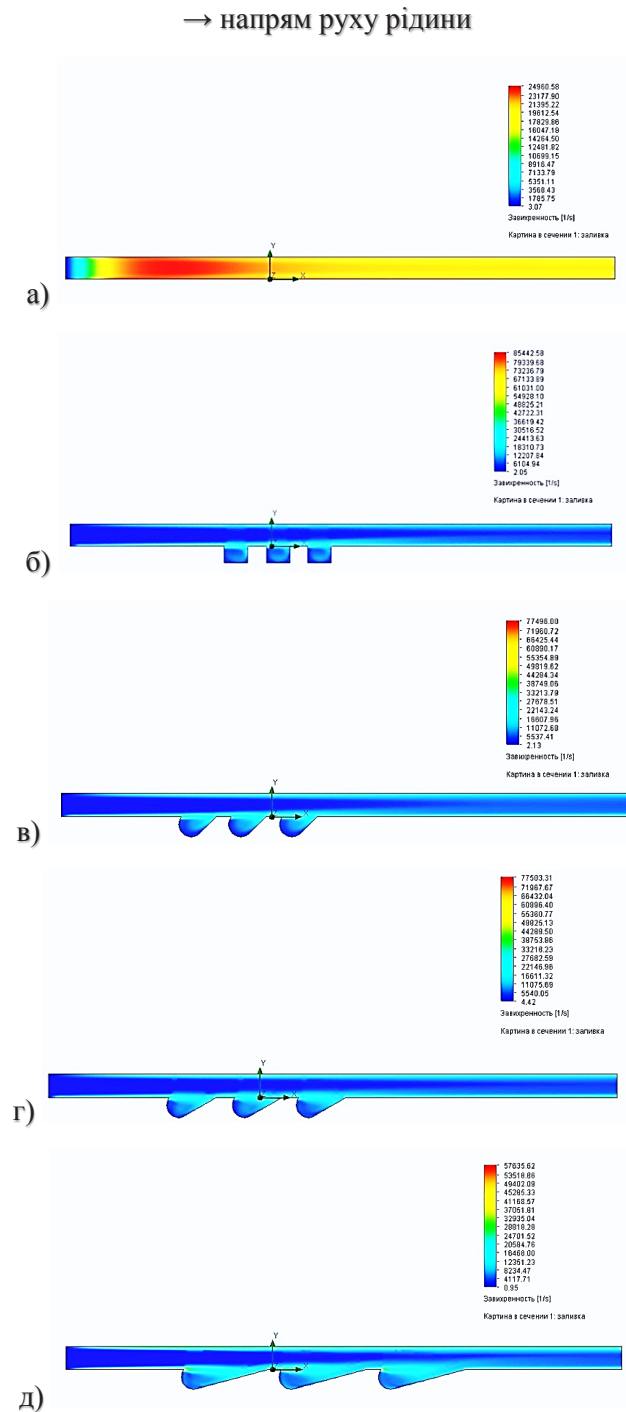 → напрям руху рідини
24960.58
23177.90
21395.22
19612.54
17829.86
16047.18
14264.50
12481.82
10699.15
8916.47
7133.79
5351.11
3568.43
1785.75
3.07
Завихренность [1/s]
Картина в сечении 1: заливка
Y
Z
X
а)
85442.58
79339.68
73236.79
67133.89
61031.00
54928.10
48825.21
42722.31
36619.42
30516.52
24413.63
18310.73
12207.84
6104.94
2.05
Завихренность [1/s]
Картина в сечении 1: заливка
Y
X
б)
77496.00
71960.72
66425.44
60890.17
55354.89
49819.62
44284.34
38749.06
33213.79
27678.51
22143.24
16607.96
11072.68
5537.41
2.13
Завихренность [1/s]
Картина в сечении 1: заливка
Y
X
в)
77503.31
71967.67
66432.04
60896.40
55360.77
49825.13
44289.50
38753.86
33218.23
27682.59
22146.96
16611.32
11075.69
5540.05
4.42
Завихренность [1/s]
Картина в сечении 1: заливка
Y
X
г)
57635.62
53518.86
49402.09
45285.33
41168.57
37051.81
32935.04
28818.28
24701.52
20584.76
16468.00
12351.23
8234.47
4117.71
0.95
Завихренность [1/s]
Картина в сечении 1: заливка
Y
X
д)